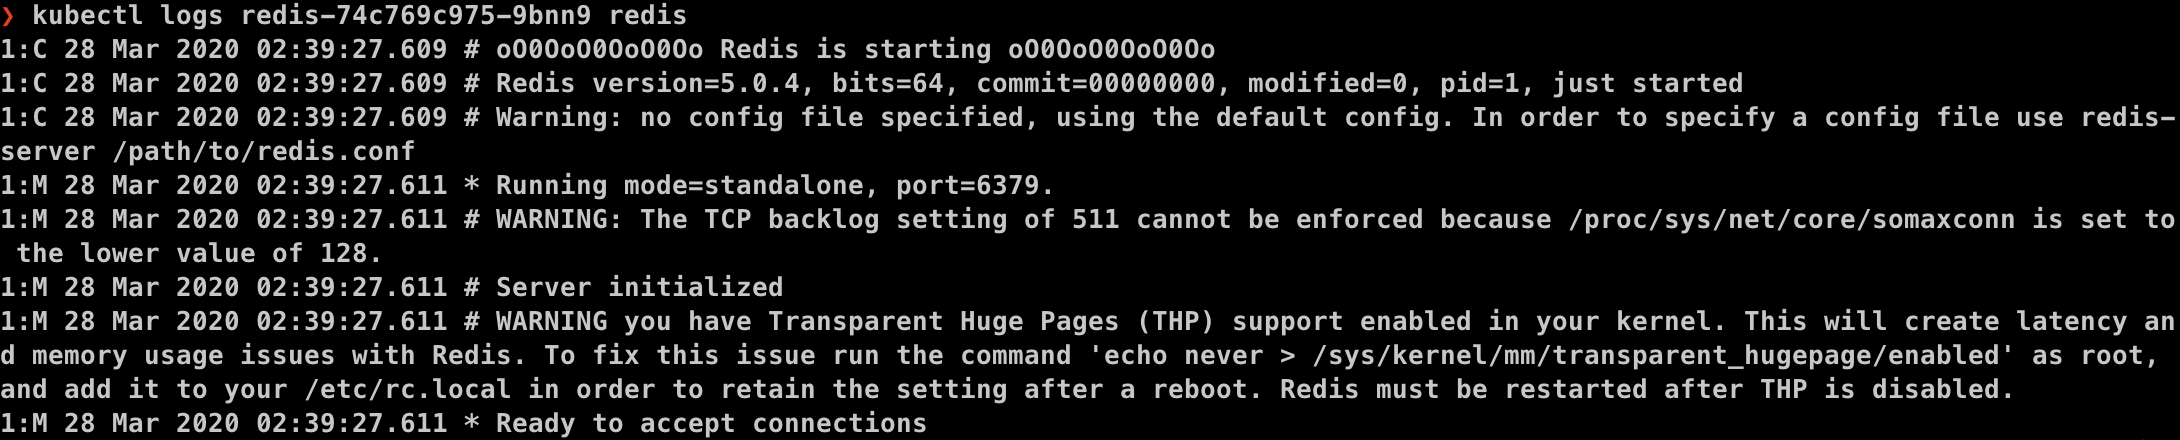 ❯ kubectl logs redis-74c769c975-9bnn9 redis
1:C 28 Mar 2020 02:39:27.609 # oO0OoO0OoO0Oo Redis is starting oO0OoO0OoO0Oo
1:C 28 Mar 2020 02:39:27.609 # Redis version=5.0.4, bits=64, commit=00000000, modified=0, pid=1, just started
1:C 28 Mar 2020 02:39:27.609 # Warning: no config file specified, using the default config. In order to specify a config file use redis-
server /path/to/redis.conf
1:M 28 Mar 2020 02:39:27.611 * Running mode=standalone, port=6379.
1:M 28 Mar 2020 02:39:27.611 # WARNING: The TCP backlog setting of 511 cannot be enforced because /proc/sys/net/core/somaxconn is set to
 the lower value of 128.
1:M 28 Mar 2020 02:39:27.611 # Server initialized
1:M 28 Mar 2020 02:39:27.611 # WARNING you have Transparent Huge Pages (THP) support enabled in your kernel. This will create latency an
d memory usage issues with Redis. To fix this issue run the command 'echo never > /sys/kernel/mm/transparent_hugepage/enabled' as root,
and add it to your /etc/rc.local in order to retain the setting after a reboot. Redis must be restarted after THP is disabled.
1:M 28 Mar 2020 02:39:27.611 * Ready to accept connections